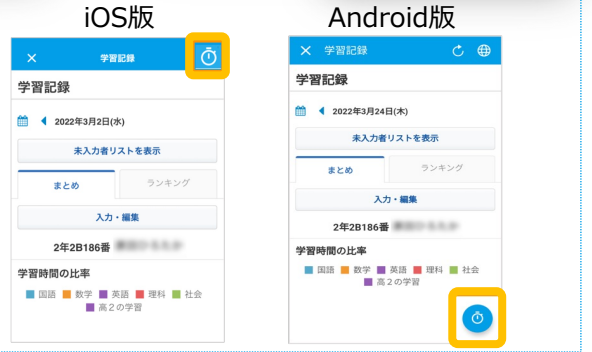 iOS版
学習記録
学習記録
2022年3月2日(水)
未入力者リストを表示
まとめ
ランキング
入力・編集
2年2B186番
学習時間の比率
国語 数学 英語 理科 社会
高2の学習
Android版
学習記録
学習記録
2022年3月24日(木)
未入力者リストを表示
まとめ
ランキング
入力・編集
2年2B186番
学習時間の比率
国語 数学 英語 理科 社会
高2の学習